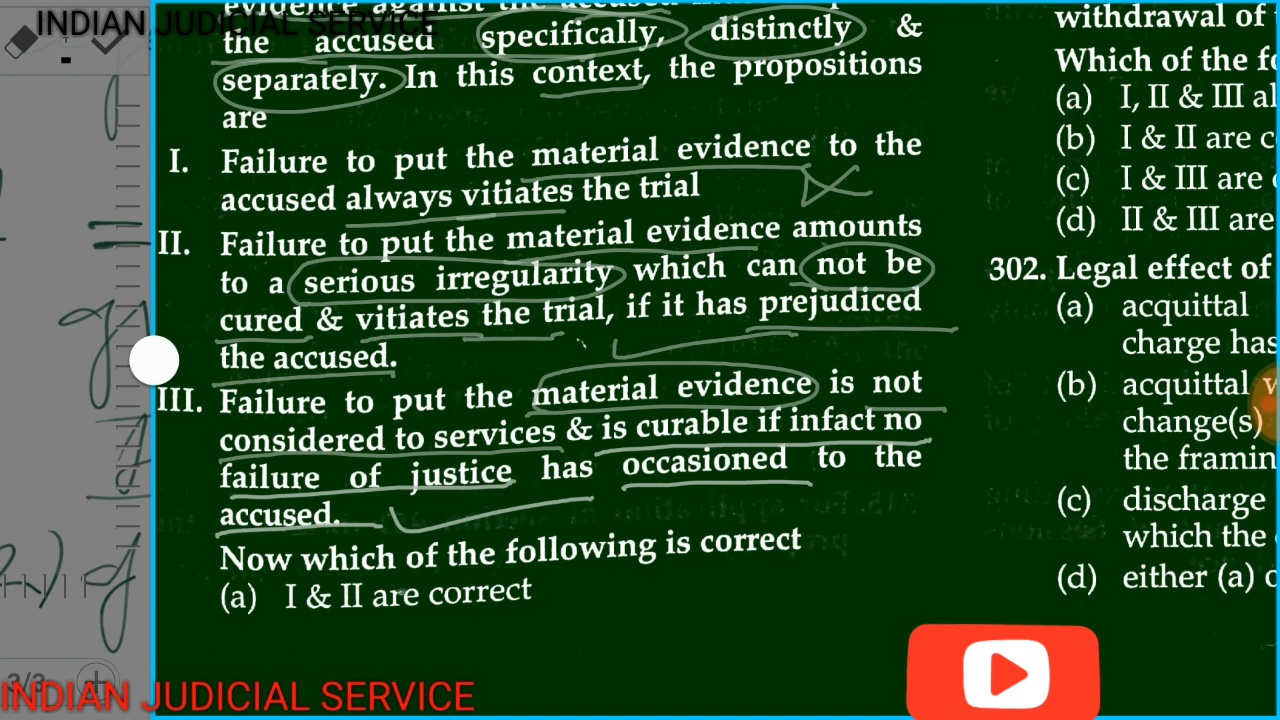 INDIAN JUDICIAL SERVICE
evidence against the accused
the accused specifically, distinctly &
separately. In this context, the propositions
are
I. Failure to put the material evidence to the
accused always vitiates the trial
II. Failure to put the material evidence amounts
to a serious irregularity which can not be
cured & vitiates the trial, if it has prejudiced
the accused.
III. Failure to put the material evidence is not
considered to services & is curable if infact no
failure of justice has occasioned to the
accused.
Now which of the following is correct
(a) I & II are correct
withdrawal of
Which of the
(a) I, II & III
(b) I & II are
(c) I & III are
(d) II & III are
302. Legal effect of
(a) acquittal
charge has
(b) acquittal
change(s)
the
(c) discharge
which the
(d) either (a)
3/3
INDIAN JUDICIAL SERVICE